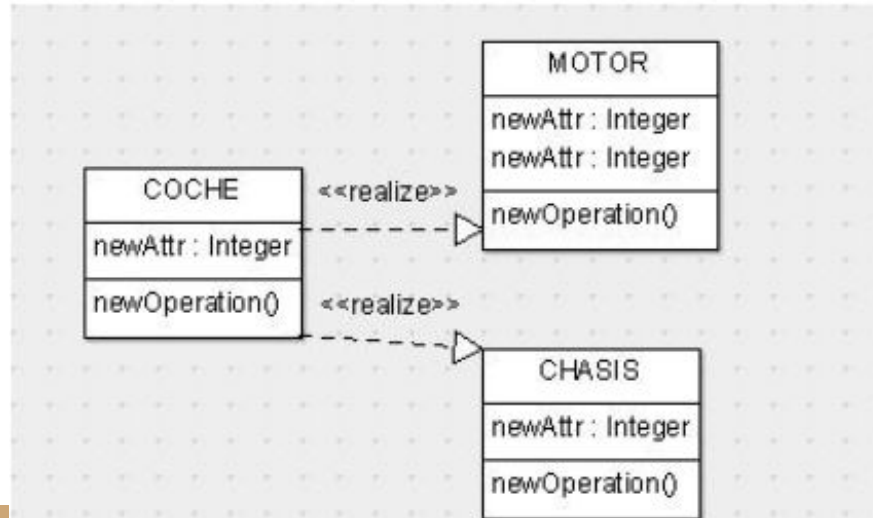 MOTOR
newAttr : Integer
newAttr : Integer
newOperation()
COCHE
newAttr : Integer
newOperation()
<<realize>>
<<realize>>
CHASIS
newAttr : Integer
newOperation()